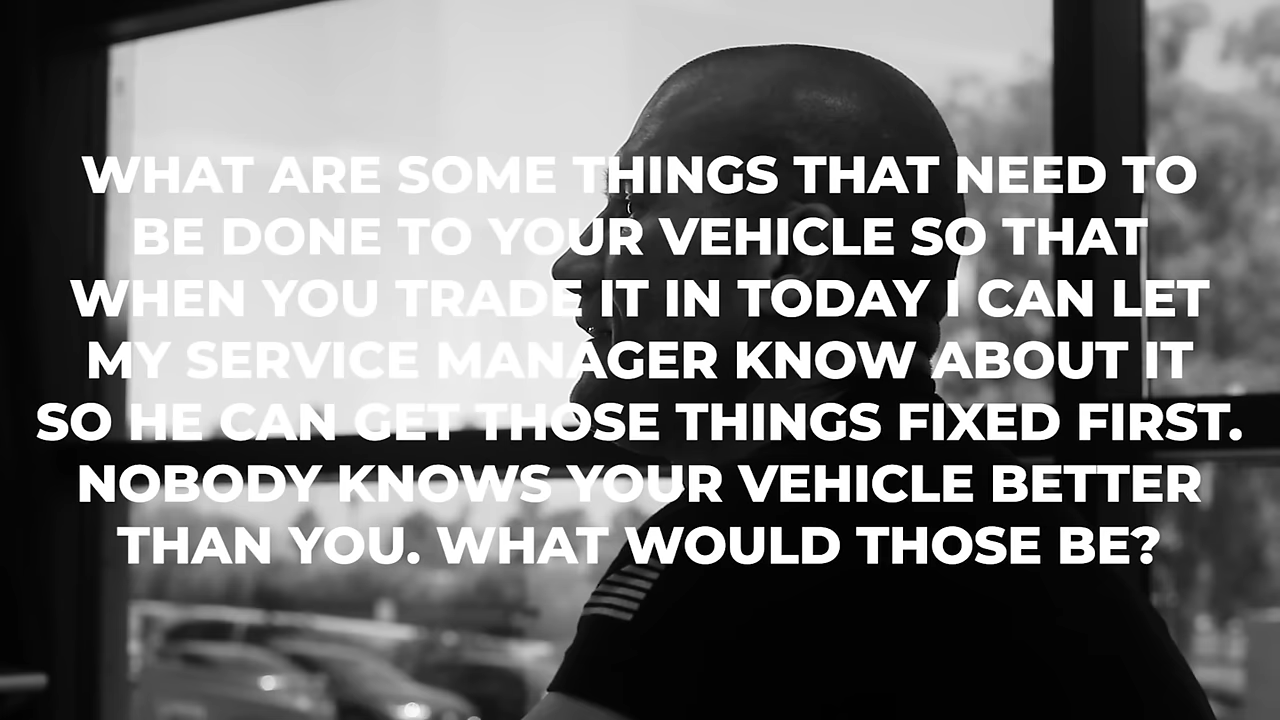 WHAT ARE SOME THINGS THAT NEED TO
BE DONE TO YOUR VEHICLE SO THAT
WHEN YOU TRADE IT IN TODAY I CAN LET
MY SERVICE MANAGER KNOW ABOUT IT
SO HE CAN GET THOSE THINGS FIXED FIRST.
NOBODY KNOWS YOUR VEHICLE BETTER
THAN YOU. WHAT WOULD THOSE BE?